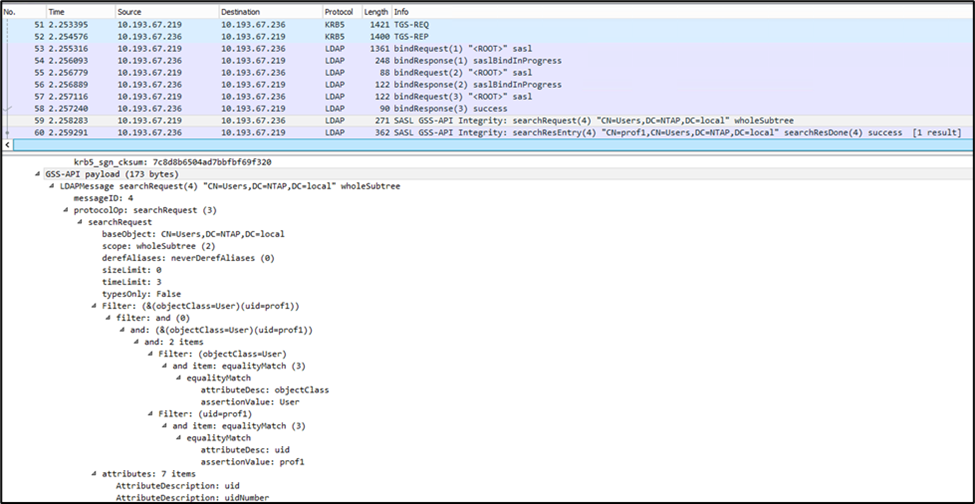 No. Time Source Destination Protocol Length Info
51 2.253395 10.193.67.219 10.193.67.236 KRB5 1421 TGS-REQ
52 2.254576 10.193.67.236 10.193.67.219 KRB5 1400 TGS-REP
53 2.255316 10.193.67.219 10.193.67.236 LDAP 1361 bindRequest(1) "<ROOT>" sasl
54 2.256093 10.193.67.236 10.193.67.219 LDAP 248 bindResponse(1) saslBindInProgress
55 2.256779 10.193.67.219 10.193.67.236 LDAP 88 bindRequest(2) "<ROOT>" sasl
56 2.256889 10.193.67.236 10.193.67.219 LDAP 122 bindResponse(2) saslBindInProgress
57 2.257116 10.193.67.219 10.193.67.236 LDAP 122 bindRequest(3) "<ROOT>" sasl
58 2.257240 10.193.67.236 10.193.67.219 LDAP 90 bindResponse(3) success
59 2.258283 10.193.67.219 10.193.67.236 LDAP 271 SASL GSS-API Integrity: searchRequest(4) "CN=Users,DC=NTAP,DC=local" wholeSubtree
60 2.259291 10.193.67.236 10.193.67.219 LDAP 362 SASL GSS-API Integrity: searchResEntry(4) "CN=prof1,CN=Users,DC=NTAP,DC=local" searchResDone(4) success [1 result]
krb5_sgn_cksum: 7c8d8b6504ad7bbfbf69f320
GSS-API payload (173 bytes)
LDAPMessage searchRequest(4) "CN=Users,DC=NTAP,DC=local" wholeSubtree
messageID: 4
protocolOp: searchRequest (3)
searchRequest
baseObject: CN=Users,DC=NTAP,DC=local
scope: wholeSubtree (2)
derefAliases: neverDerefAliases (0)
sizeLimit: 0
timeLimit: 3
typesOnly: False
Filter: (&(objectClass=User)(uid=prof1))
filter: and (0)
and: (&(objectClass=User)(uid=prof1))
and: 2 items
Filter: (objectClass=User)
and item: equalityMatch (3)
equalityMatch
attributeDesc: objectClass
assertionValue: User
Filter: (uid=prof1)
and item: equalityMatch (3)
equalityMatch
attributeDesc: uid
assertionValue: prof1
attributes: 7 items
AttributeDescription: uid
AttributeDescription: uidNumber